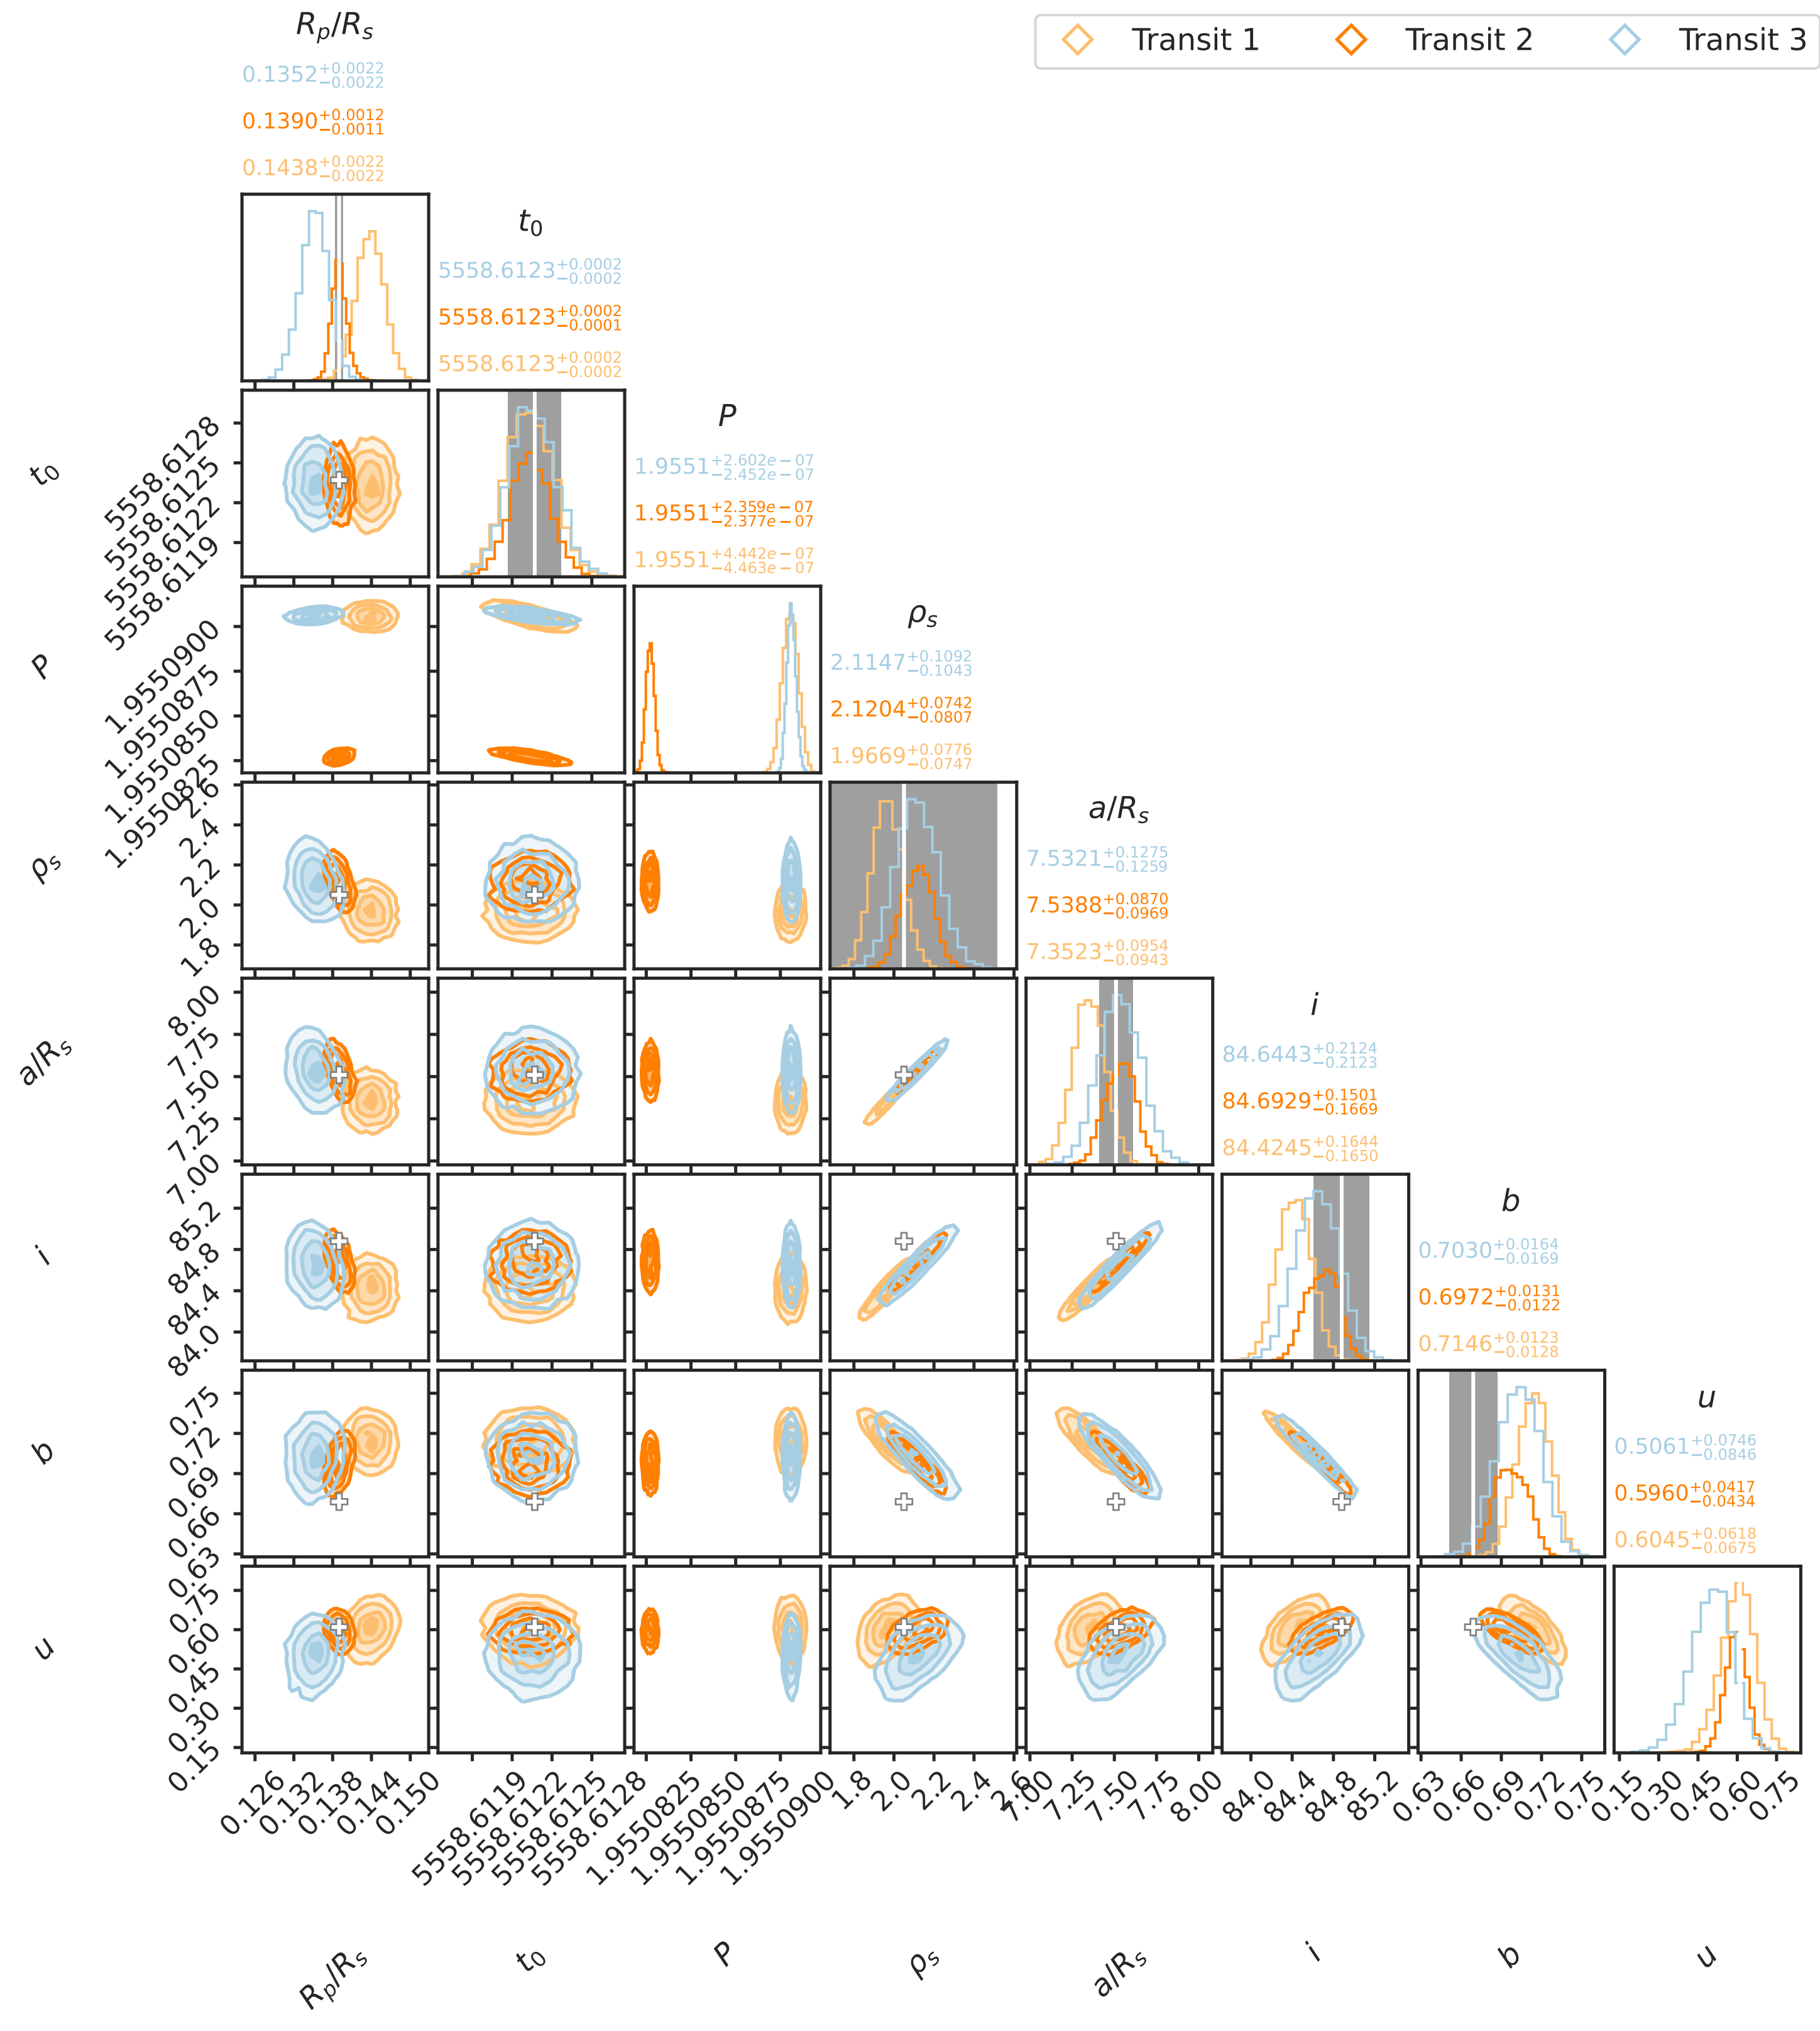 Transit 1 Transit 2 Transit 3
R_p/R_s
0.1352^{+0.0022}_{−0.0022}
0.1390^{+0.0012}_{−0.0011}
0.1438^{+0.0022}_{−0.0022}
t_0
5558.6123^{+0.0002}_{−0.0002}
5558.6123^{+0.0002}_{−0.0001}
5558.6123^{+0.0002}_{−0.0002}
P
1.9551^{+2.602e−07}_{−2.452e−07}
1.9551^{+2.359e−07}_{−2.377e−07}
1.9551^{+4.442e−07}_{−4.463e−07}
ρ_s
2.1147^{+0.1092}_{−0.1043}
2.1204^{+0.0742}_{−0.0807}
1.9669^{+0.0776}_{−0.0747}
a/R_s
7.5321^{+0.1275}_{−0.1259}
7.5388^{+0.0870}_{−0.0969}
7.3523^{+0.0954}_{−0.0943}
i
84.6443^{+0.2124}_{−0.2123}
84.6929^{+0.1501}_{−0.1669}
84.4245^{+0.1644}_{−0.1650}
b
0.7030^{+0.0164}_{−0.0169}
0.6972^{+0.0131}_{−0.0122}
0.7146^{+0.0123}_{−0.0128}
u
0.5061^{+0.0746}_{−0.0846}
0.5960^{+0.0417}_{−0.0434}
0.6045^{+0.0618}_{−0.0675}
t_0
5558.6128
5558.6125
5558.6122
5558.6119
P
1.9550900
1.9550875
1.9550850
1.9550825
ρ_s
2.6
2.4
2.2
2.0
1.8
a/R_s
8.00
7.75
7.50
7.25
7.00
i
85.2
84.8
84.4
84.0
b
0.75
0.72
0.69
0.66
0.63
u
0.75
0.60
0.45
0.30
0.15
0.126 0.132 0.138 0.144 0.150
5558.6119 5558.6122 5558.6125 5558.6128
1.9550825 1.9550850 1.9550875 1.9550900
1.8 2.0 2.2 2.4 2.6
7.00 7.25 7.50 7.75 8.00
84.0 84.4 84.8 85.2
0.63 0.66 0.69 0.72 0.75
0.15 0.30 0.45 0.60 0.75
R_p/R_s t_0 P ρ_s a/R_s i b u